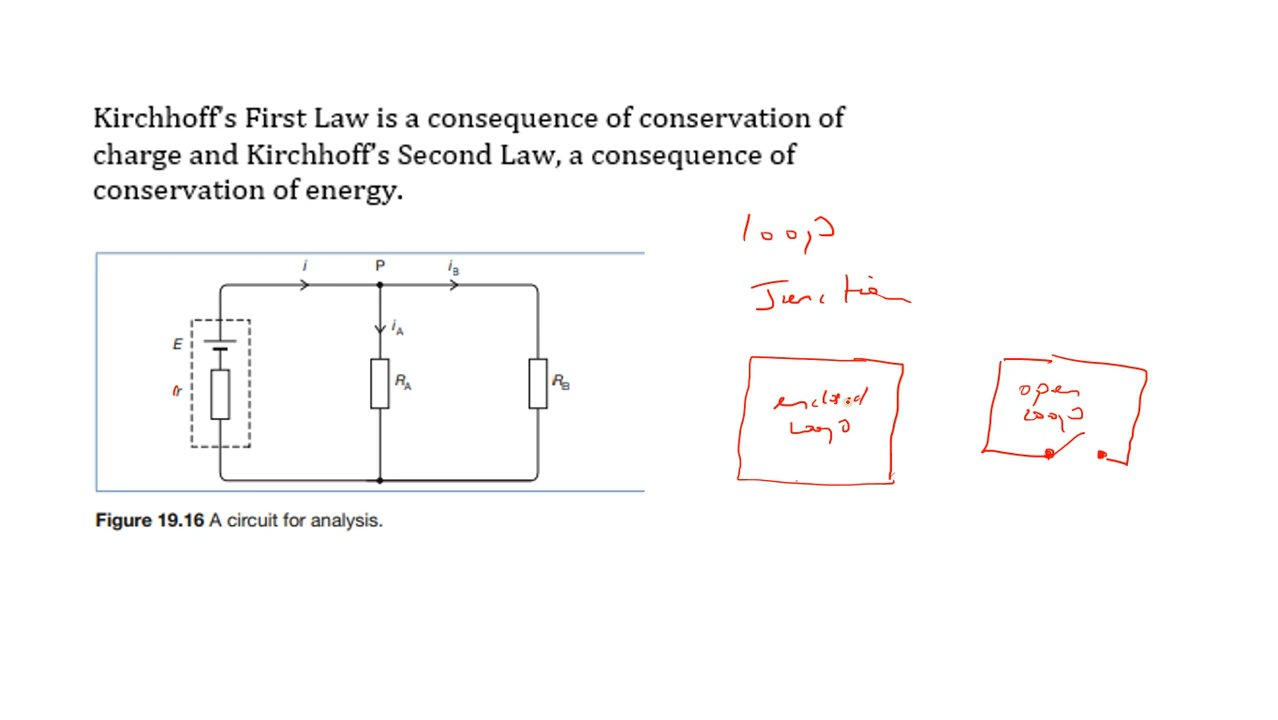 Kirchhoff's First Law is a consequence of conservation of
charge and Kirchhoff's Second Law, a consequence of
conservation of energy.
loop
Junction
i P iB
E iA
r RA RB
enclosed
loop
open
loop
Figure 19.16 A circuit for analysis.